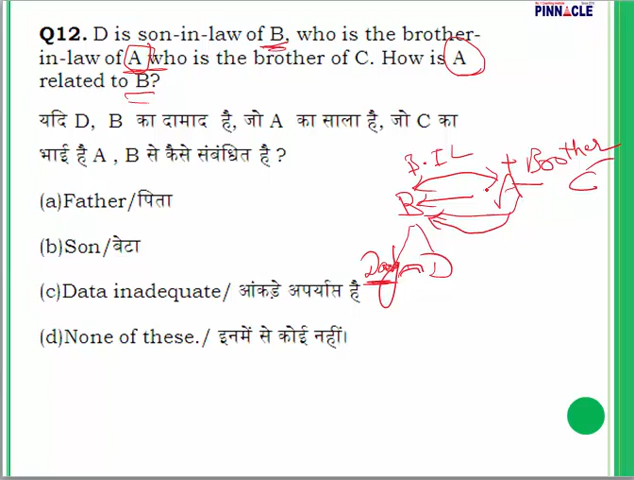 PINNACLE
Q12. D is son-in-law of B, who is the brother-
in-law of A who is the brother of C. How is A
related to B?
यदि D, B का दामाद है, जो A का साला है, जो C का
भाई है A , B से कैसे संबंधित है ?
B.IL + Brother
B A C
(a)Father/पिता
(b)Son/बेटा
D
(c)Data inadequate/ आंकड़े अपर्याप्त है
(d)None of these./ इनमें से कोई नहीं।